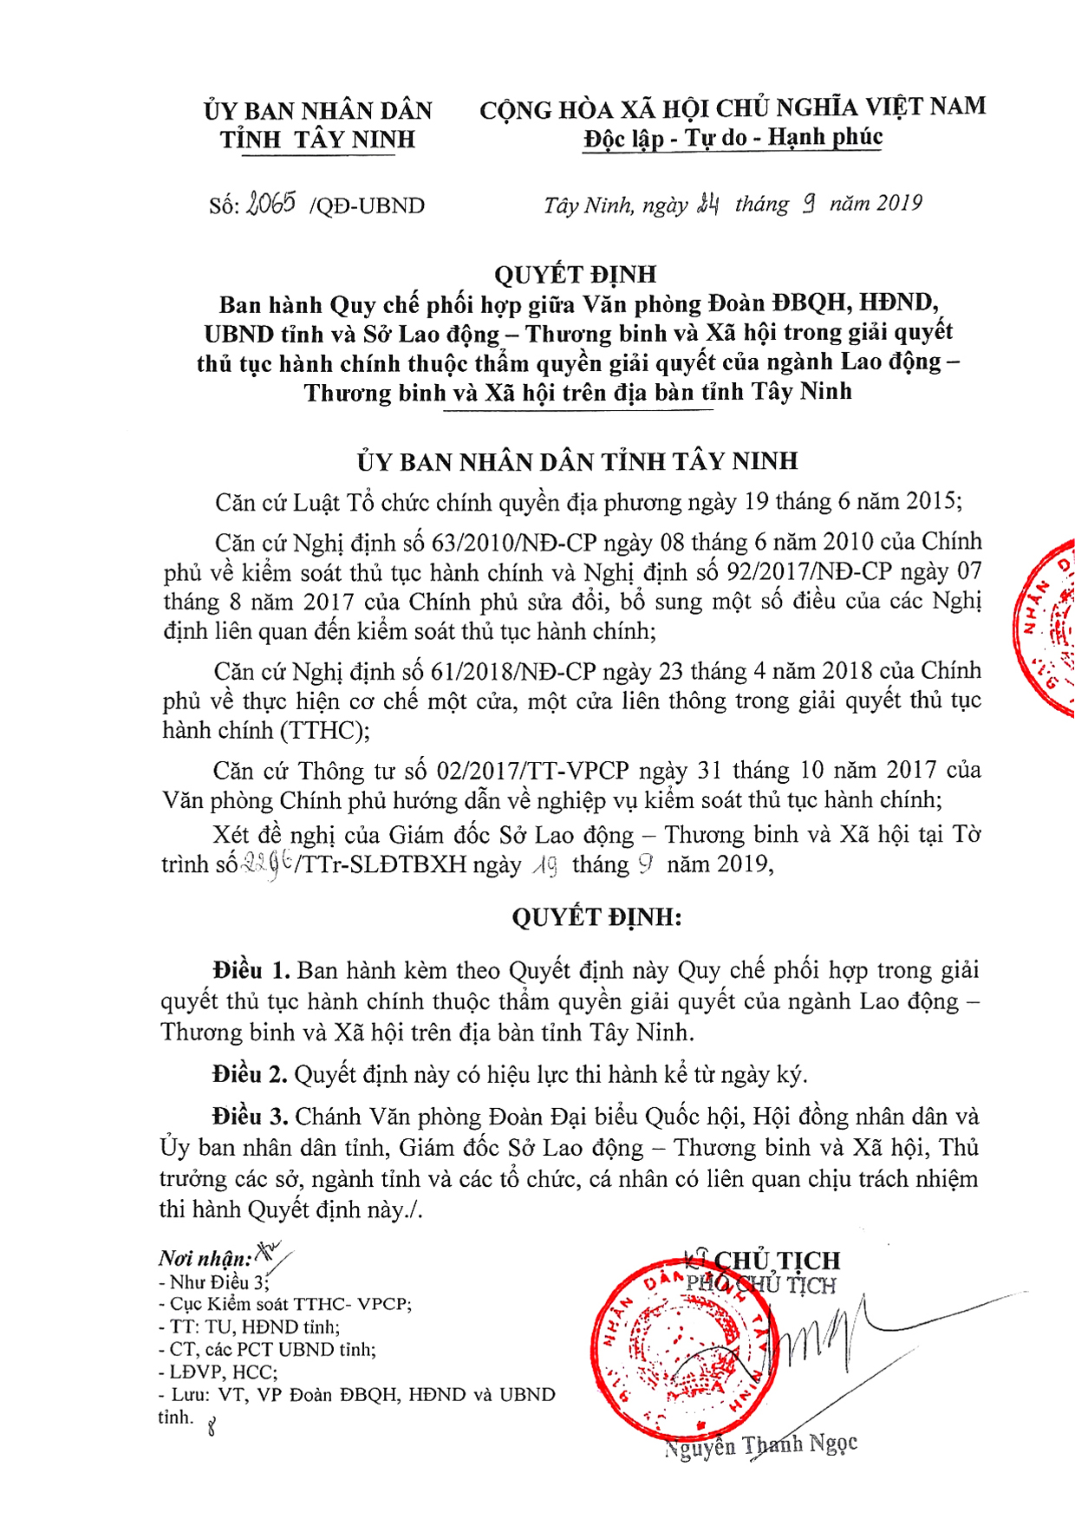 ỦY BAN NHÂN DÂN
TỈNH TÂY NINH
CỘNG HÒA XÃ HỘI CHỦ NGHĨA VIỆT NAM
Độc lập - Tự do - Hạnh phúc
Số: 2065 /QĐ-UBND
Tây Ninh, ngày 24 tháng 9 năm 2019
QUYẾT ĐỊNH
Ban hành Quy chế phối hợp giữa Văn phòng Đoàn ĐBQH, HĐND,
UBND tỉnh và Sở Lao động – Thương binh và Xã hội trong giải quyết
thủ tục hành chính thuộc thẩm quyền giải quyết của ngành Lao động –
Thương binh và Xã hội trên địa bàn tỉnh Tây Ninh
ỦY BAN NHÂN DÂN TỈNH TÂY NINH
Căn cứ Luật Tổ chức chính quyền địa phương ngày 19 tháng 6 năm 2015;
Căn cứ Nghị định số 63/2010/NĐ-CP ngày 08 tháng 6 năm 2010 của Chính
phủ về kiểm soát thủ tục hành chính và Nghị định số 92/2017/NĐ-CP ngày 07
tháng 8 năm 2017 của Chính phủ sửa đổi, bổ sung một số điều của các Nghị
định liên quan đến kiểm soát thủ tục hành chính;
Căn cứ Nghị định số 61/2018/NĐ-CP ngày 23 tháng 4 năm 2018 của Chính
phủ về thực hiện cơ chế một cửa, một cửa liên thông trong giải quyết thủ tục
hành chính (TTHC);
Căn cứ Thông tư số 02/2017/TT-VPCP ngày 31 tháng 10 năm 2017 của
Văn phòng Chính phủ hướng dẫn về nghiệp vụ kiểm soát thủ tục hành chính;
Xét đề nghị của Giám đốc Sở Lao động – Thương binh và Xã hội tại Tờ
trình số 2296/TTr-SLĐTBXH ngày 19 tháng 9 năm 2019,
QUYẾT ĐỊNH:
Điều 1. Ban hành kèm theo Quyết định này Quy chế phối hợp trong giải
quyết thủ tục hành chính thuộc thẩm quyền giải quyết của ngành Lao động –
Thương binh và Xã hội trên địa bàn tỉnh Tây Ninh.
Điều 2. Quyết định này có hiệu lực thi hành kể từ ngày ký.
Điều 3. Chánh Văn phòng Đoàn Đại biểu Quốc hội, Hội đồng nhân dân và
Ủy ban nhân dân tỉnh, Giám đốc Sở Lao động – Thương binh và Xã hội, Thủ
trưởng các sở, ngành tỉnh và các tổ chức, cá nhân có liên quan chịu trách nhiệm
thi hành Quyết định này./.
Nơi nhận:
- Như Điều 3;
- Cục Kiểm soát TTHC- VPCP;
- TT: TU, HĐND tỉnh;
- CT, các PCT UBND tỉnh;
- LĐVP, HCC;
- Lưu: VT, VP Đoàn ĐBQH, HĐND và UBND
tỉnh.
CHỦ TỊCH
PHÓ CHỦ TỊCH
NHÂN DÂN TỈNH TÂY NINH
Nguyễn Thanh Ngọc